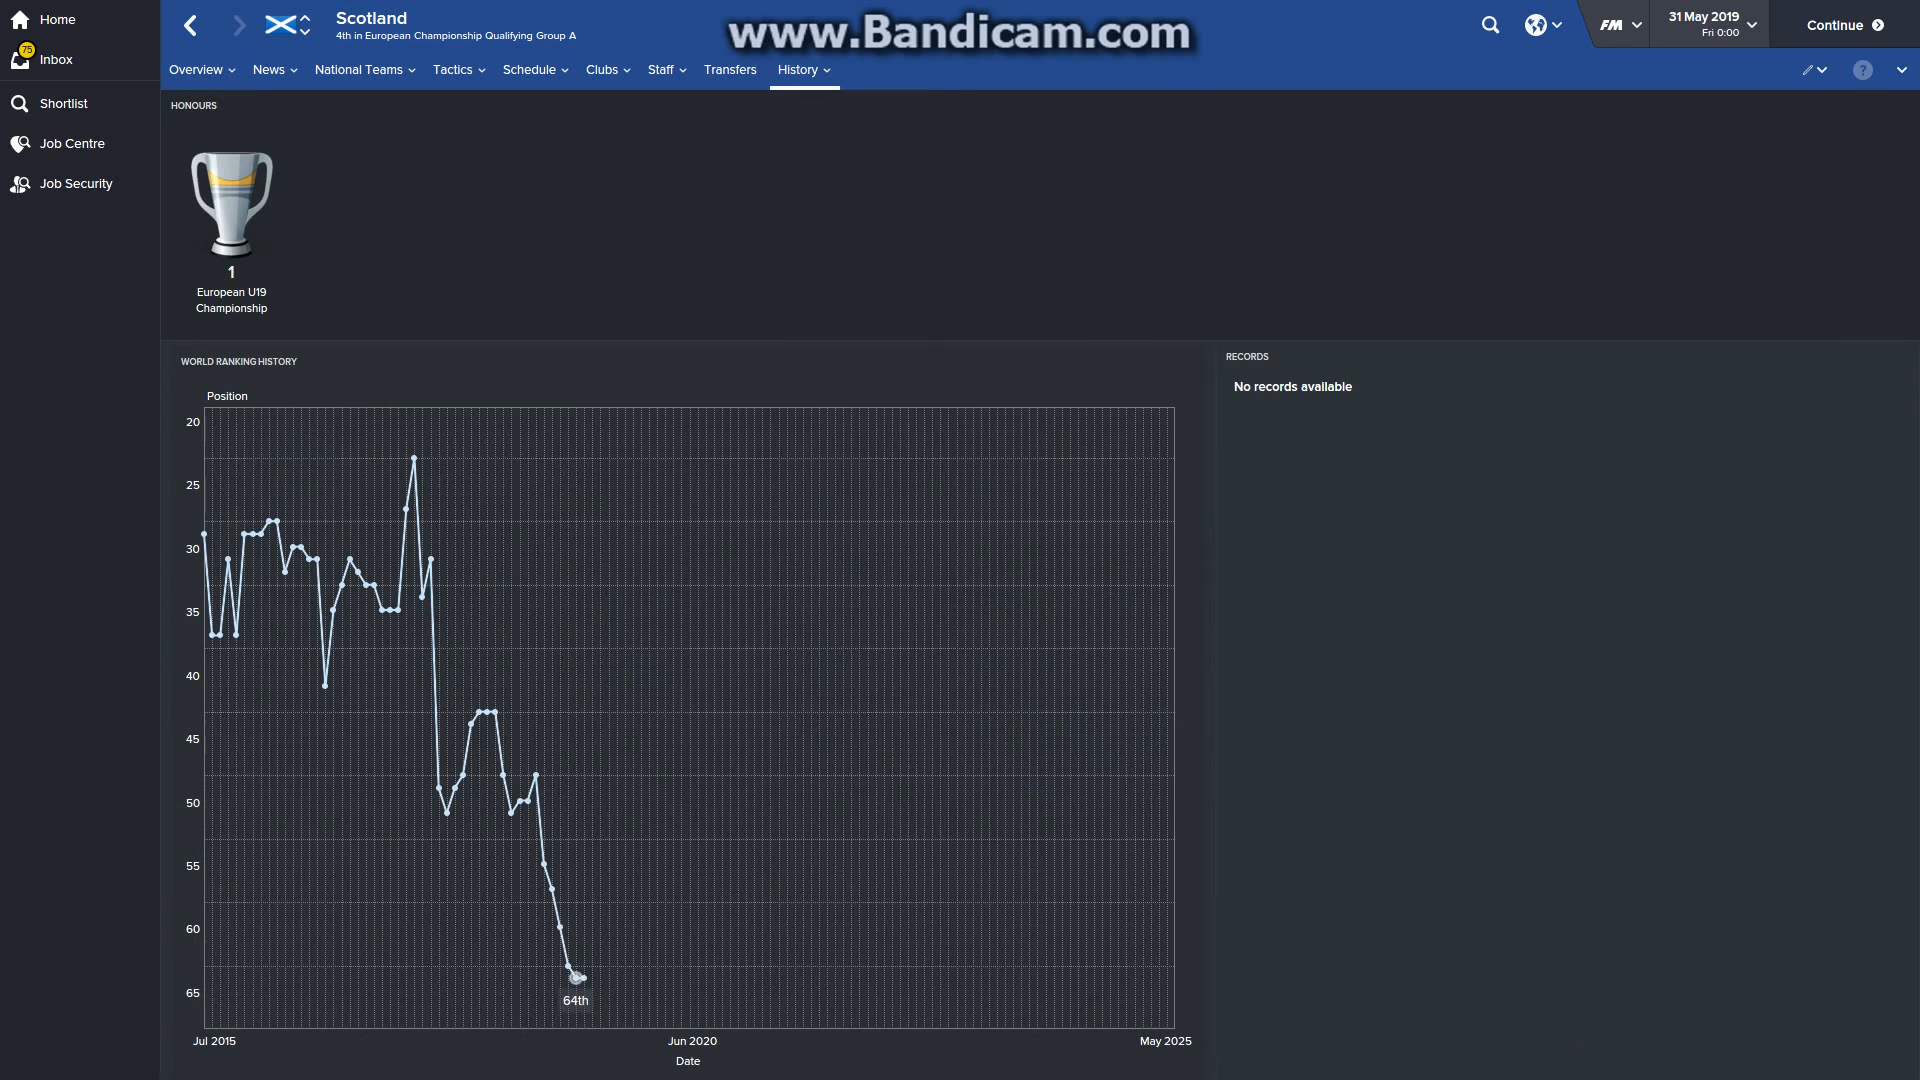 Home
75
Inbox
Shortlist
Job Centre
Job Security
Scotland
4th in European Championship Qualifying Group A
www.Bandicam.com
FM
31 May 2019
Fri 0:00
Continue
Overview
News
National Teams
Tactics
Schedule
Clubs
Staff
Transfers
History
?
HONOURS
1
European U19
Championship
WORLD RANKING HISTORY
Position
20
25
30
35
40
45
50
55
60
65
64th
Jul 2015
Jun 2020
May 2025
Date
RECORDS
No records available